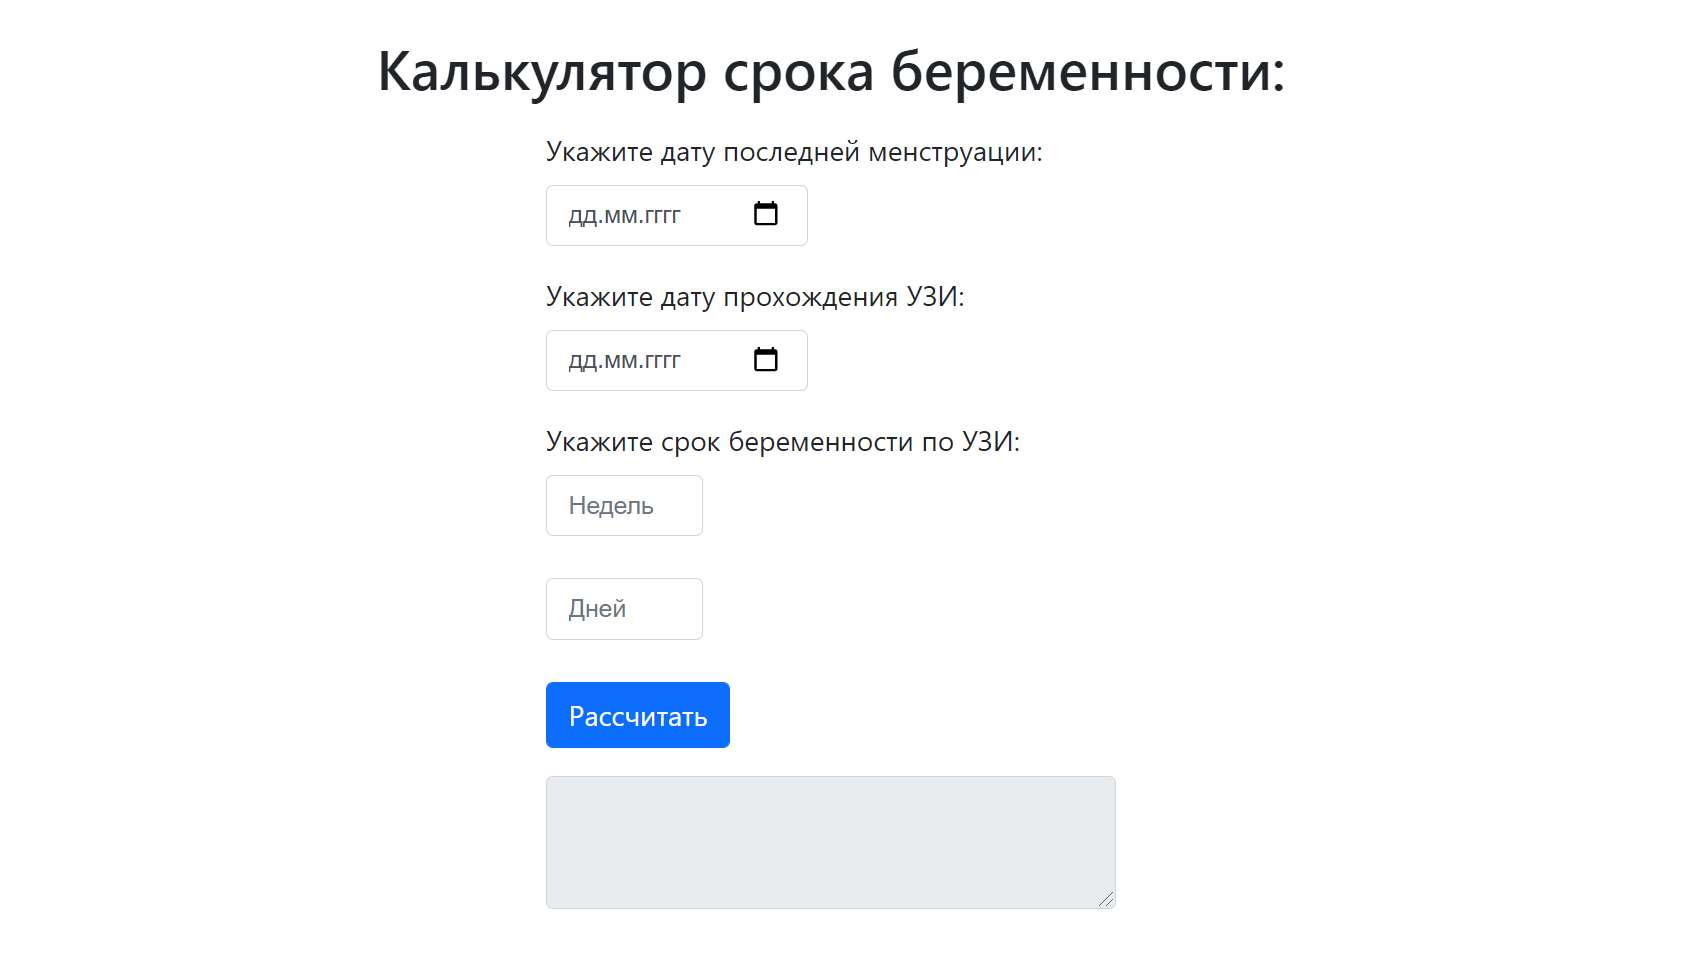 Калькулятор срока беременности:
Укажите дату последней менструации:
дд.мм.гггг
Укажите дату прохождения УЗИ:
дд.мм.гггг
Укажите срок беременности по УЗИ:
Недель
Дней
Рассчитать